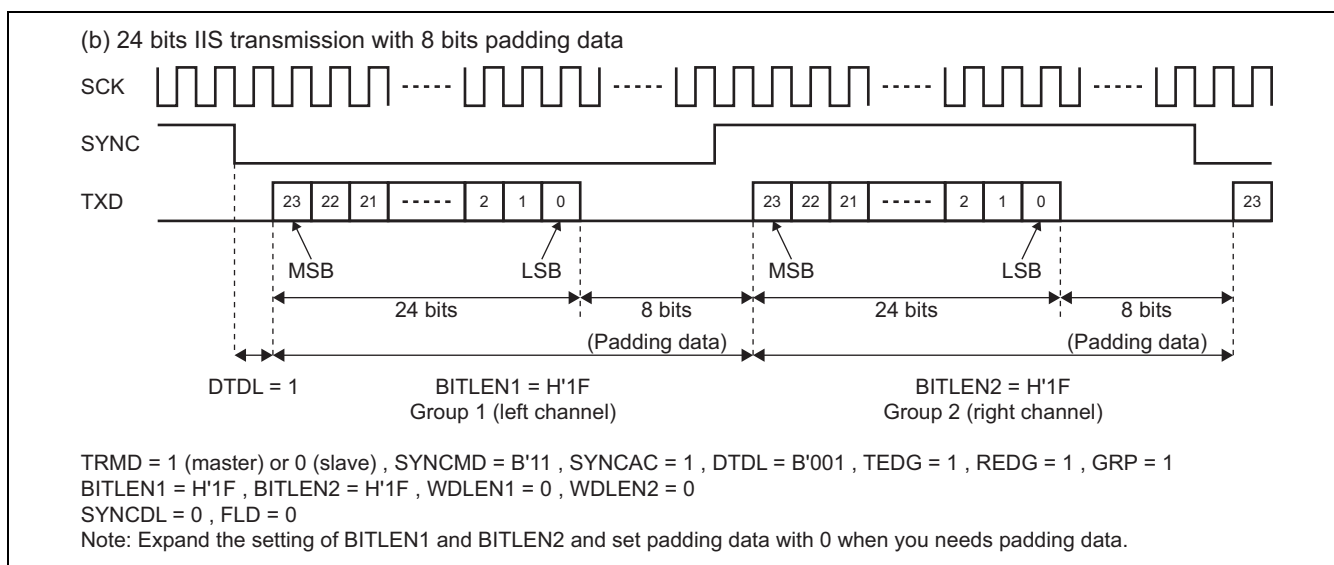 (b) 24 bits IIS transmission with 8 bits padding data
SCK
SYNC
TXD
23 22 21 2 1 0 23 22 21 2 1 0 23
MSB LSB MSB LSB
24 bits 8 bits 24 bits 8 bits
(Padding data) (Padding data)
DTDL = 1 BITLEN1 = H'1F BITLEN2 = H'1F
Group 1 (left channel) Group 2 (right channel)
TRMD = 1 (master) or 0 (slave) , SYNCMD = B'11 , SYNCAC = 1 , DTDL = B'001 , TEDG = 1 , REDG = 1 , GRP = 1
BITLEN1 = H'1F , BITLEN2 = H'1F , WDLEN1 = 0 , WDLEN2 = 0
SYNCDL = 0 , FLD = 0
Note: Expand the setting of BITLEN1 and BITLEN2 and set padding data with 0 when you needs padding data.